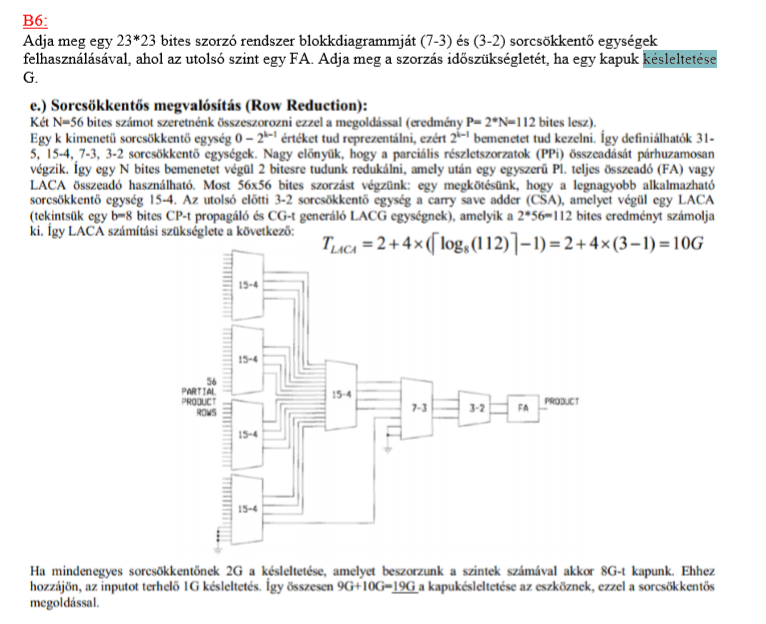 B6:
Adja meg egy 23*23 bites szorzó rendszer blokkdiagrammját (7-3) és (3-2) sorcsökkentő egységek
felhasználásával, ahol az utolsó szint egy FA. Adja meg a szorzás időszükségletét, ha egy kapuk késleltetése
G.
e.) Sorcsökkentős megvalósítás (Row Reduction):
Két N=56 bites számot szeretnénk összeszorozni ezzel a megoldással (eredmény P= 2*N=112 bites lesz).
Egy k kimenetű sorcsökkentő egység 0 – 2^{k-1} értéket tud reprezentálni, ezért 2^{k-1} bemenetet tud kezelni. Így definiálhatók 31-
5, 15-4, 7-3, 3-2 sorcsökkentő egységek. Nagy előnyük, hogy a parciális részletszorzatok (PPi) összeadását párhuzamosan
végzik. Így egy N bites bemenetet végül 2 bitesre tudunk redukálni, amely után egy egyszerű Pl. teljes összeadó (FA) vagy
LACA összeadó használható. Most 56x56 bites szorzást végzünk: egy megkötésünk, hogy a legnagyobb alkalmazható
sorcsökkentő egység 15-4. Az utolsó előtti 3-2 sorcsökkentő egység a carry save adder (CSA), amelyet végül egy LACA
(tekintsük egy b=8 bites CP-t propagáló és CG-t generáló LACG egységnek), amelyik a 2*56=112 bites eredményt számolja
ki. Így LACA számítási szükséglete a következő:
T_{LACA} = 2 + 4×(⌈log_8(112)⌉−1) = 2 + 4×(3−1) = 10G
15-4
15-4
56
PARTIAL
PRODUCT
ROWS
15-4
7-3
3-2
FA
PRODUCT
15-4
15-4
Ha mindenegyes sorcsökkentőnek 2G a késleltetése, amelyet beszorzunk a szintek számával akkor 8G-t kapunk. Ehhez
hozzájön, az inputot terhelő 1G késleltetés. Így összesen 9G+10G=19G a kapukésleltetése az eszköznek, ezzel a sorcsökkentős
megoldással.